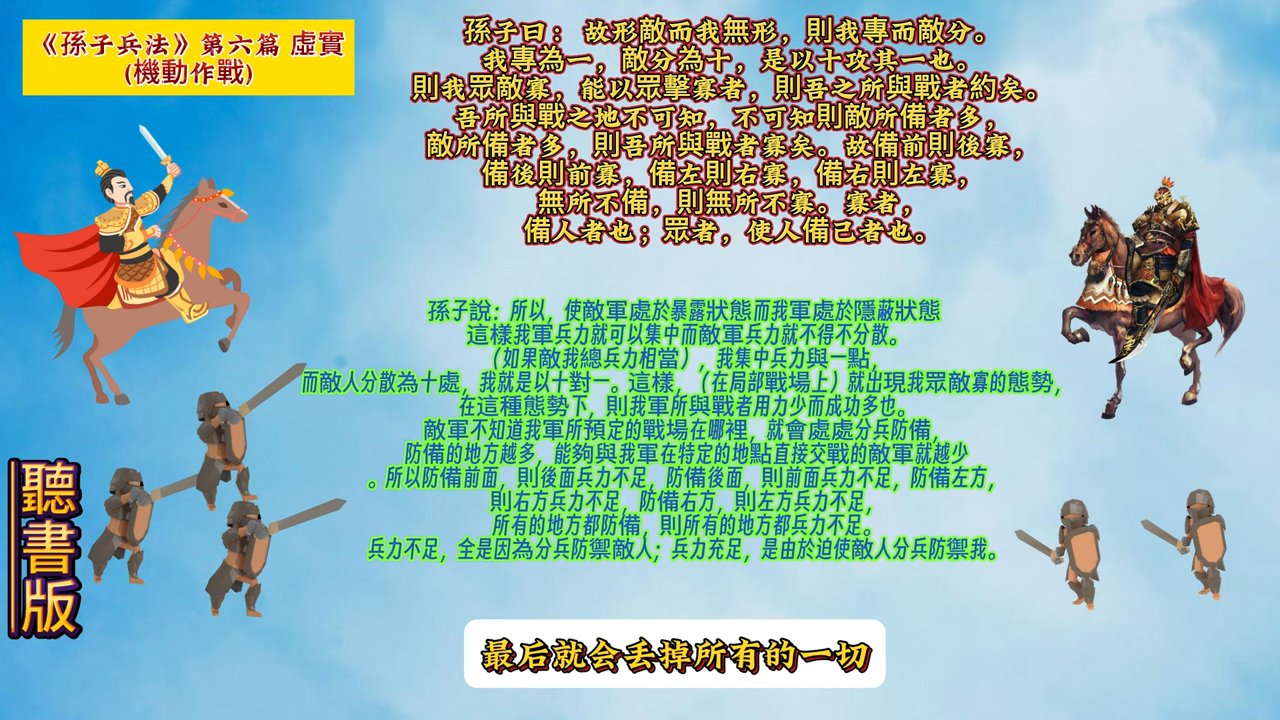 《孫子兵法》第六篇 虛實
(機動作戰)
孫子曰：故形敵而我無形，則我專而敵分。
我專為一，敵分為十，是以十攻其一也。
則我眾敵寡，能以眾擊寡者，則吾之所與戰者約矣。
吾所與戰之地不可知，不可知則敵所備者多，
敵所備者多，則吾所與戰者寡矣。故備前則後寡，
備後則前寡，備左則右寡，備右則左寡，
無所不備，則無所不寡。寡者，
備人者也；眾者，使人備己者也。
孫子說：所以，使敵軍處於暴露狀態而我軍處於隱蔽狀態
這樣我軍兵力就可以集中而敵軍兵力就不得不分散。
（如果敵我總兵力相當），我集中兵力與一點，
而敵人分散為十處，我就是以十對一。這樣，（在局部戰場上）就出現我眾敵寡的態勢，
在這種態勢下，則我軍所與戰者用力少而成功多也。
敵軍不知道我軍所預定的戰場在哪裡，就會處處分兵防備，
防備的地方越多，能夠與我軍在特定的地點直接交戰的敵軍就越少
。所以防備前面，則後面兵力不足，防備後面，則前面兵力不足，防備左方，
則右方兵力不足，防備右方，則左方兵力不足，
所有的地方都防備，則所有的地方都兵力不足。
兵力不足，全是因為分兵防禦敵人；兵力充足，是由於迫使敵人分兵防禦我。
聽書版
最后就会丢掉所有的一切